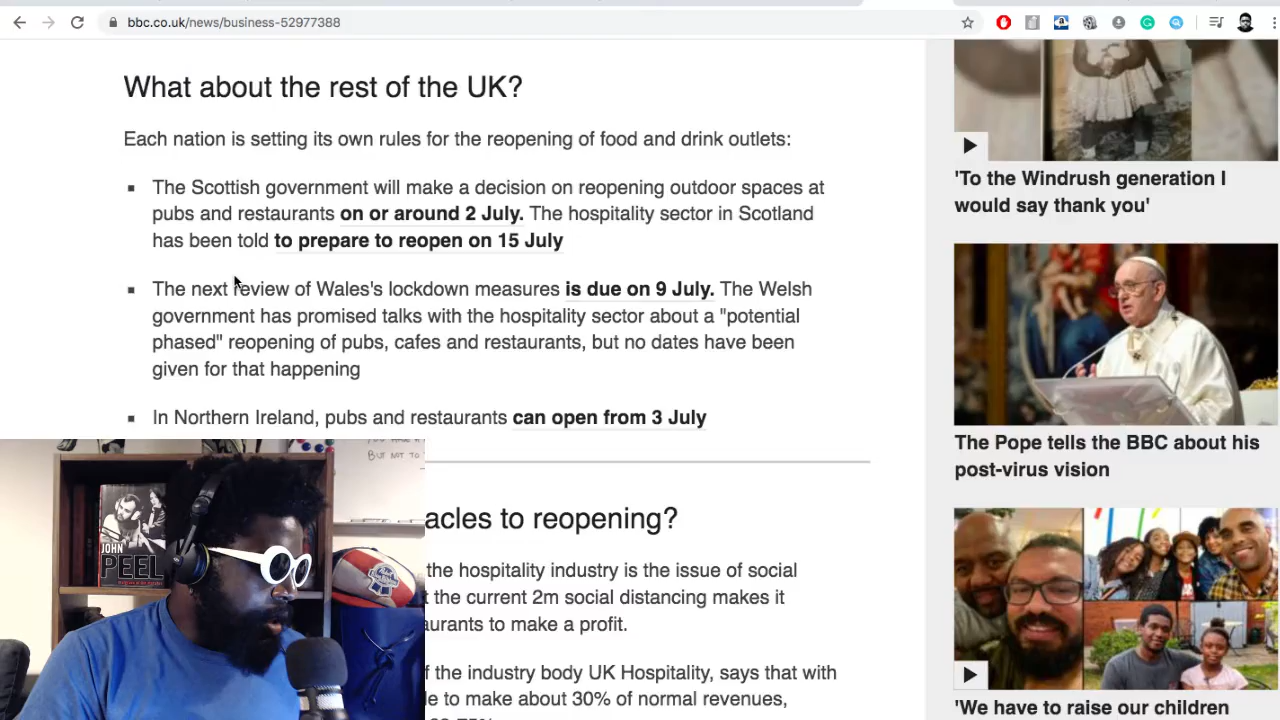 bbc.co.uk/news/business-52977388
What about the rest of the UK?
Each nation is setting its own rules for the reopening of food and drink outlets:
The Scottish government will make a decision on reopening outdoor spaces at
pubs and restaurants on or around 2 July. The hospitality sector in Scotland
has been told to prepare to reopen on 15 July
The next review of Wales's lockdown measures is due on 9 July. The Welsh
government has promised talks with the hospitality sector about a "potential
phased" reopening of pubs, cafes and restaurants, but no dates have been
given for that happening
In Northern Ireland, pubs and restaurants can open from 3 July
acles to reopening?
the hospitality industry is the issue of social
t the current 2m social distancing makes it
aurants to make a profit.
f the industry body UK Hospitality, says that with
le to make about 30% of normal revenues,
'To the Windrush generation I
would say thank you'
The Pope tells the BBC about his
post-virus vision
'We have to raise our children
BUT NOT TO
JOHN
PEEL